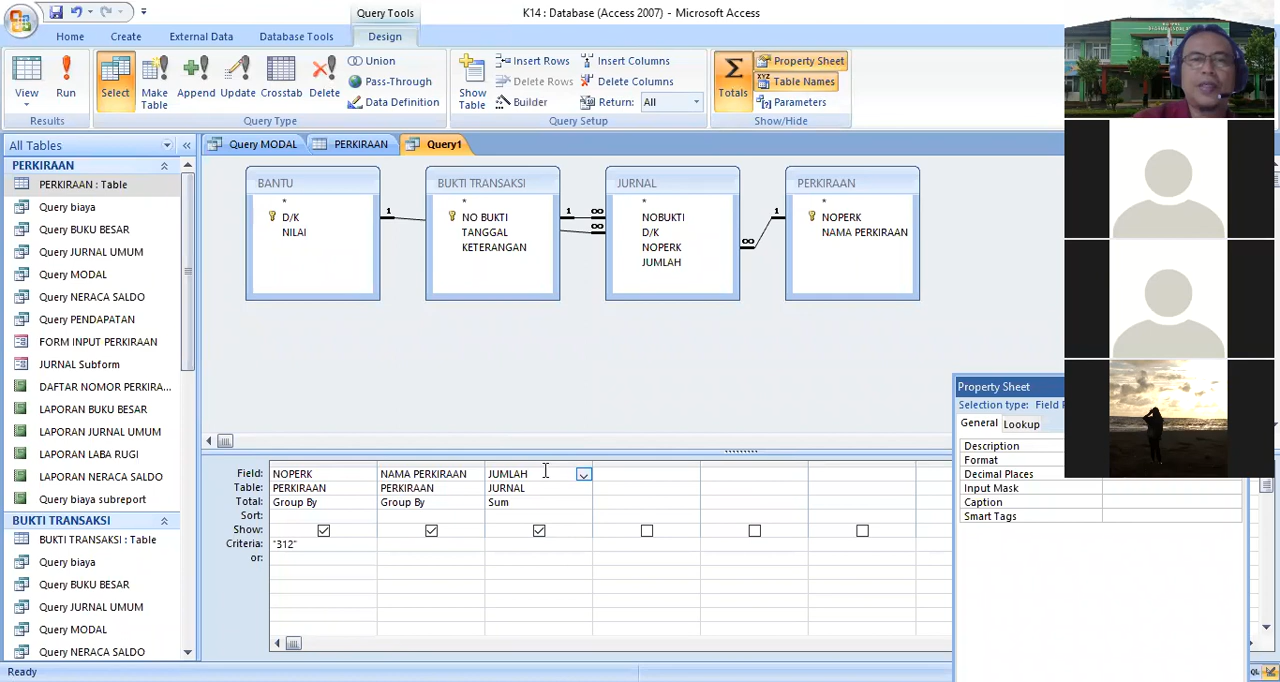 Query Tools
K14 : Database (Access 2007) - Microsoft Access
Home
Create
External Data
Database Tools
Design
View
Run
Results
Select
Make Table
Append
Update
Crosstab
Delete
Union
Pass-Through
Data Definition
Query Type
Show Table
Insert Rows
Delete Rows
Builder
Insert Columns
Delete Columns
Return:
All
Query Setup
Σ
Totals
Property Sheet
Table Names
Parameters
Show/Hide
All Tables
«
PERKIRAAN
PERKIRAAN : Table
Query biaya
Query BUKU BESAR
Query JURNAL UMUM
Query MODAL
Query NERACA SALDO
Query PENDAPATAN
FORM INPUT PERKIRAAN
JURNAL Subform
DAFTAR NOMOR PERKIRA...
LAPORAN BUKU BESAR
LAPORAN JURNAL UMUM
LAPORAN LABA RUGI
LAPORAN NERACA SALDO
Query biaya subreport
BUKTI TRANSAKSI
BUKTI TRANSAKSI : Table
Query biaya
Query BUKU BESAR
Query JURNAL UMUM
Query MODAL
Query NERACA SALDO
Query MODAL
PERKIRAAN
Query1
BANTU
*
D/K
NILAI
1
BUKTI TRANSAKSI
*
NO BUKTI
TANGGAL
KETERANGAN
1
∞
∞
JURNAL
NOBUKTI
D/K
NOPERK
JUMLAH
∞
1
PERKIRAAN
*
NOPERK
NAMA PERKIRAAN
Field: NOPERK NAMA PERKIRAAN JUMLAH
Table: PERKIRAAN PERKIRAAN JURNAL
Total: Group By Group By Sum
Sort:
Show:
Criteria: "312"
or:
Property Sheet
Selection type: Field
General
Lookup
Description
Format
Decimal Places
Input Mask
Caption
Smart Tags
Ready